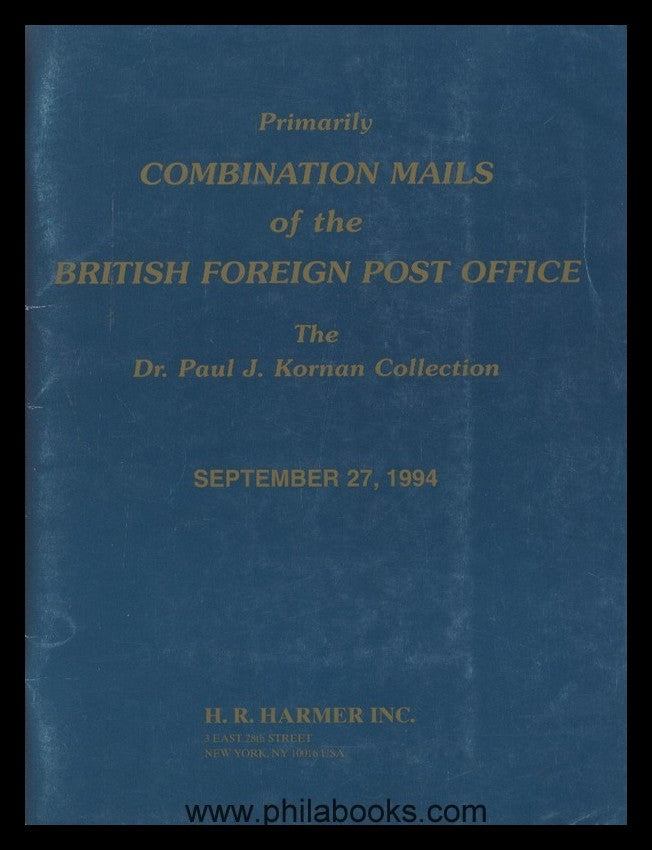 Primarily
COMBINATION MAILS
of the
BRITISH FOREIGN POST OFFICE
The
Dr. Paul J. Kornan Collection
SEPTEMBER 27, 1994
H. R. HARMER INC.
3 EAST 28th STREET
NEW YORK, NY 10016 USA
www.philabooks.com